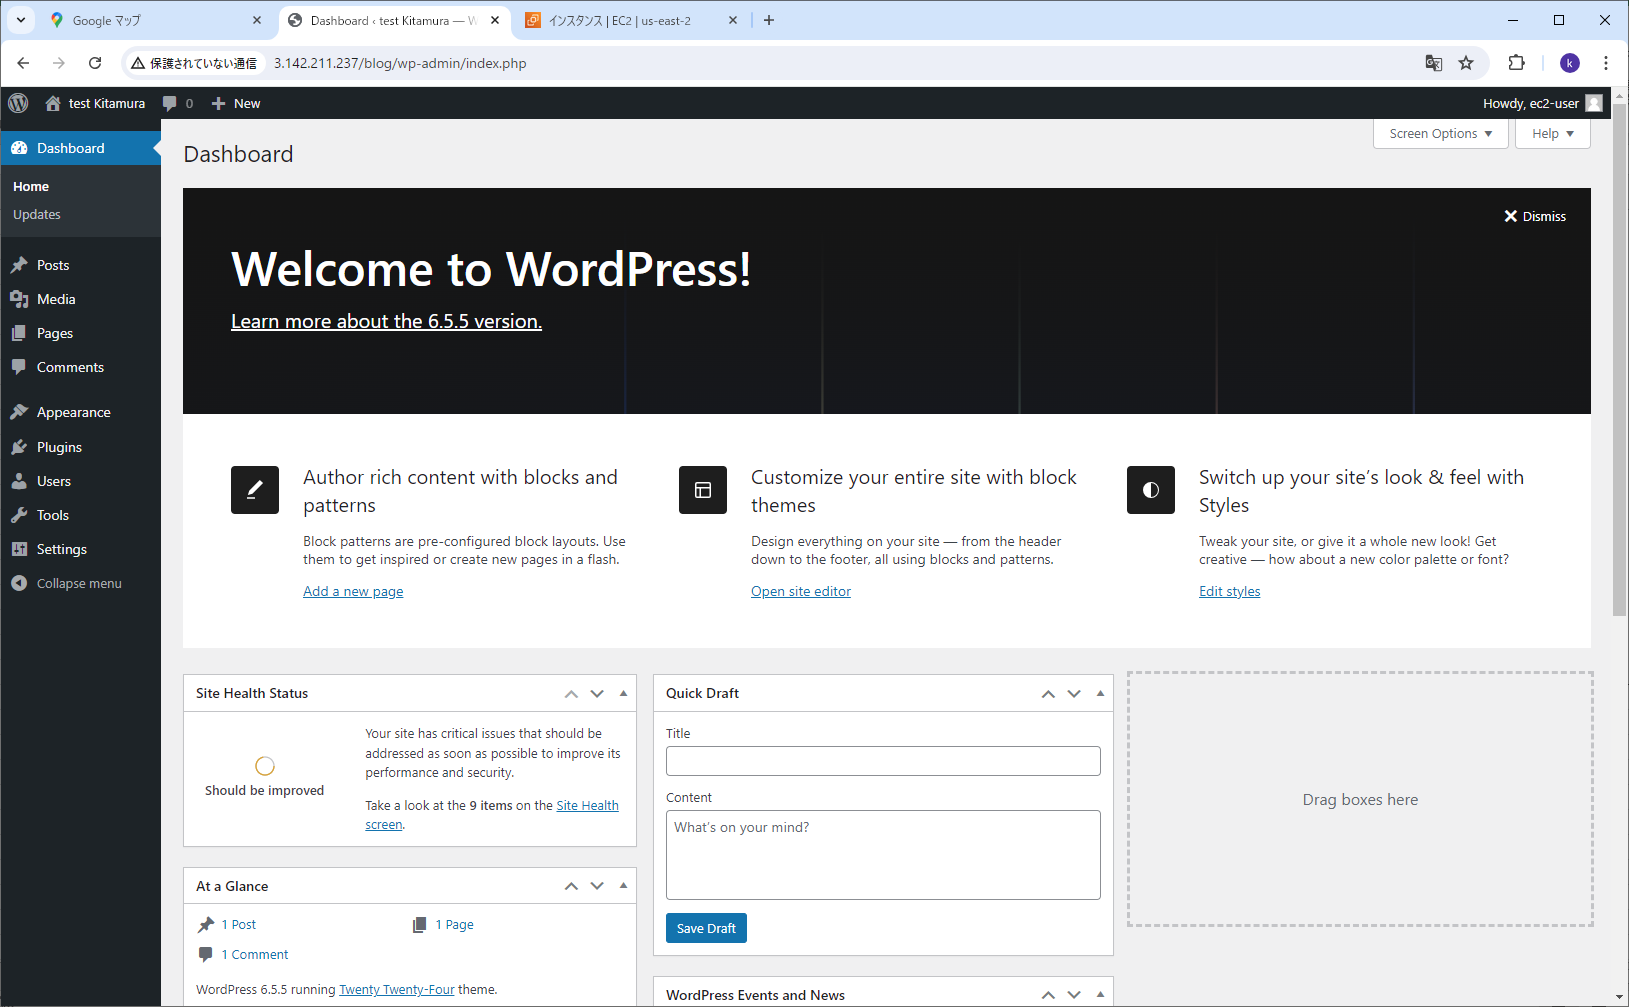 Google マップ
Dashboard ‹ test Kitamura — W
インスタンス | EC2 | us-east-2
保護されていない通信
3.142.211.237/blog/wp-admin/index.php
k
test Kitamura
0
New
Howdy, ec2-user
Dashboard
Home
Updates
Posts
Media
Pages
Comments
Appearance
Plugins
Users
Tools
Settings
Collapse menu
Screen Options
Help
Dashboard
Dismiss
Welcome to WordPress!
Learn more about the 6.5.5 version.
Author rich content with blocks and
patterns
Block patterns are pre-configured block layouts. Use
them to get inspired or create new pages in a flash.
Add a new page
Customize your entire site with block
themes
Design everything on your site — from the header
down to the footer, all using blocks and patterns.
Open site editor
Switch up your site’s look & feel with
Styles
Tweak your site, or give it a whole new look! Get
creative — how about a new color palette or font?
Edit styles
Site Health Status
Should be improved
Your site has critical issues that should be
addressed as soon as possible to improve its
performance and security.
Take a look at the 9 items on the Site Health
screen.
At a Glance
1 Post
1 Page
1 Comment
WordPress 6.5.5 running Twenty Twenty-Four theme.
Quick Draft
Title
Content
What’s on your mind?
Save Draft
WordPress Events and News
Drag boxes here